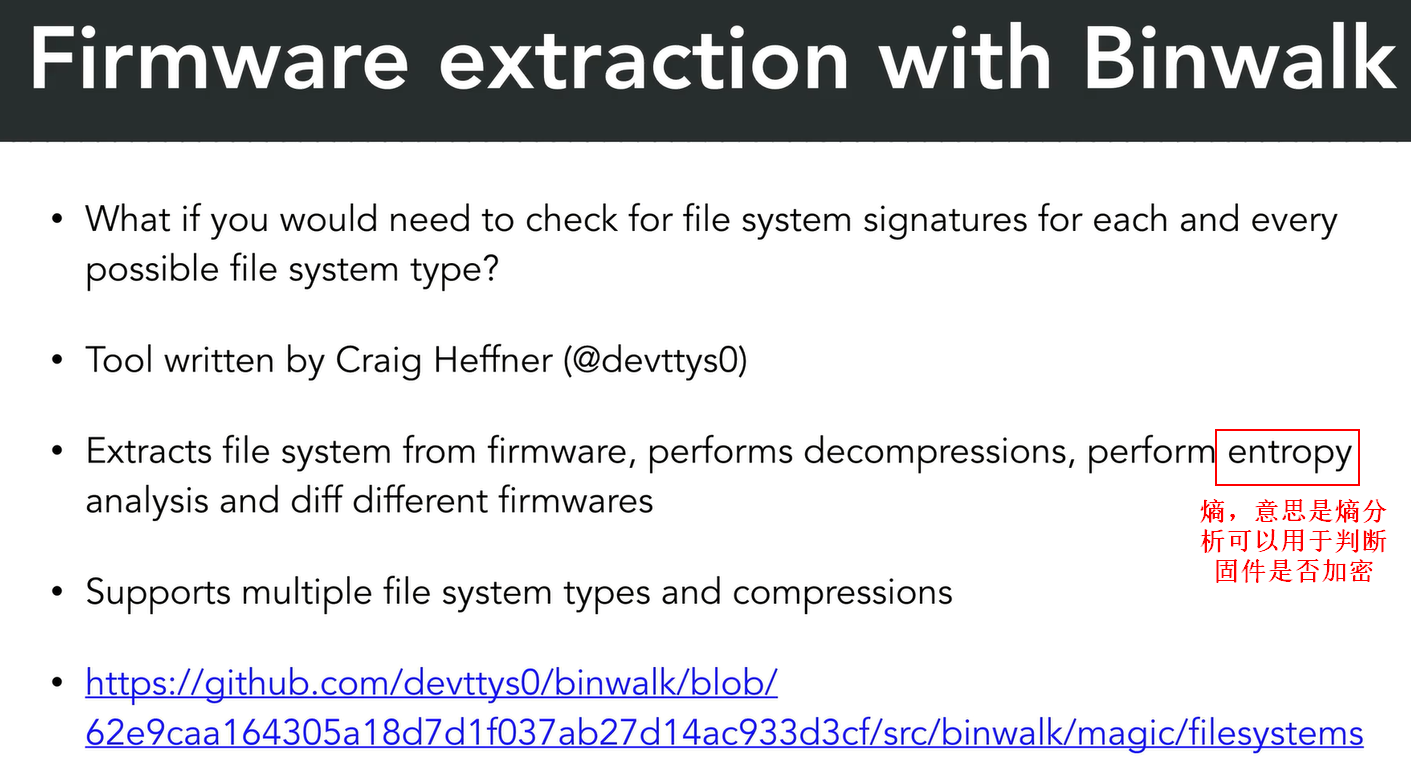 Firmware extraction with Binwalk
• What if you would need to check for file system signatures for each and every
possible file system type?
• Tool written by Craig Heffner (@devttys0)
• Extracts file system from firmware, performs decompressions, perform entropy
analysis and diff different firmwares
熵，意思是熵分
析可以用于判断
固件是否加密
• Supports multiple file system types and compressions
• https://github.com/devttys0/binwalk/blob/
62e9caa164305a18d7d1f037ab27d14ac933d3cf/src/binwalk/magic/filesystems